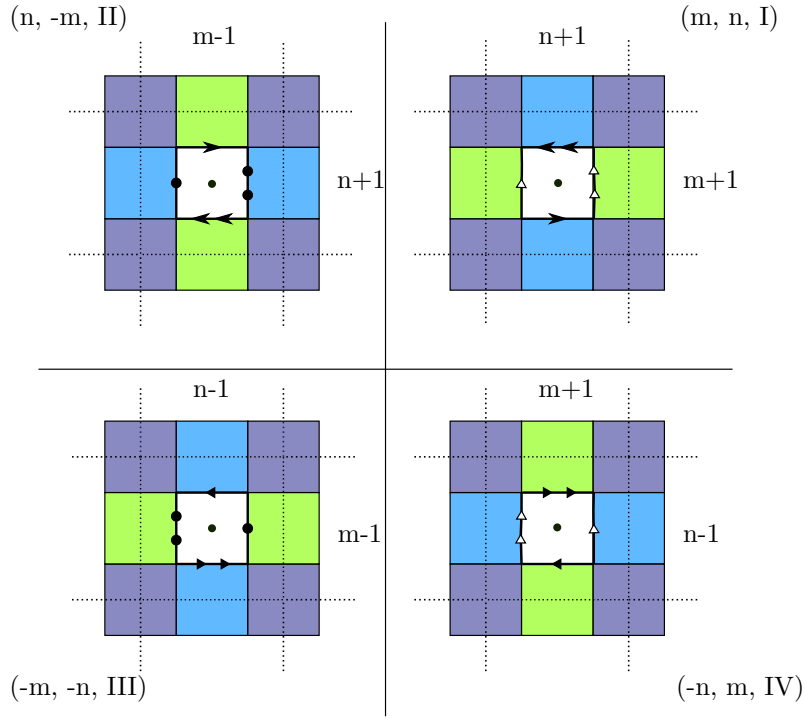 (n, -m, II)
(m, n, I)
m-1
n+1
n+1
m+1
n-1
m+1
m-1
n-1
(-m, -n, III)
(-n, m, IV)